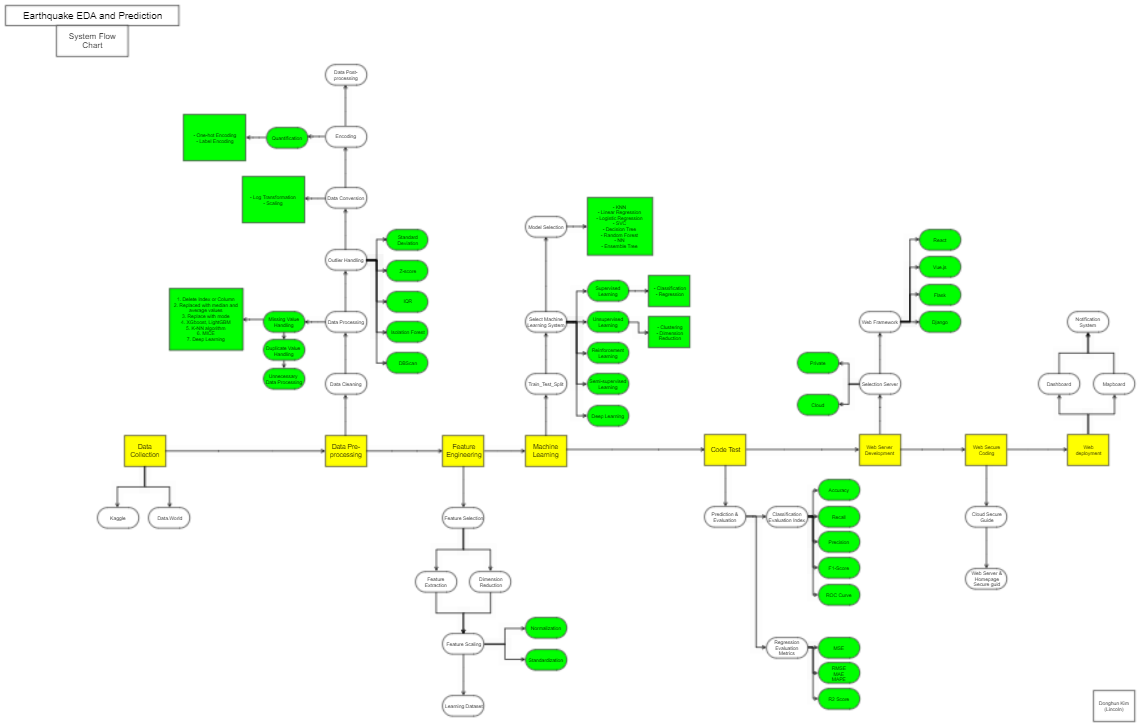 Earthquake EDA and Prediction
System Flow
Chart
Data Post-
processing
Encoding
Quantification
- One-hot Encoding
- Label Encoding
Data Conversion
- Log Transformation
- Scaling
Outlier Handling
Standard
Deviation
Z-score
IQR
Isolation Forest
DBScan
Data Processing
Missing Value
Handling
1. Delete Index or Column
2. Replaced with median and
average values
3. Replace with mode
4. XGboost, LightGBM
5. K-NN algorithm
6. MICE
7. Deep Learning
Duplicate Value
Handling
Unnecessary
Data Processing
Data Cleaning
Model Selection
- KNN
- Linear Regression
- Logistic Regression
- SVC
- Decision Tree
- Random Forest
- NN
- Ensemble Tree
Select Machine
Learning System
Supervised
Learning
- Classification
- Regression
Unsupervised
Learning
- Clustering
- Dimension
Reduction
Reinforcement
Learning
Semi-supervised
Learning
Deep Learning
Train_Test_Split
Web Framework
React
Vue.js
Flask
Django
Selection Server
Private
Cloud
Notification
System
Dashboard
Mapboard
Data
Collection
Data Pre-
processing
Feature
Engineering
Machine
Learning
Code Test
Web Server
Development
Web Secure
Coding
Web
deployment
Kaggle
Data.World
Feature Selection
Feature
Extraction
Dimension
Reduction
Feature Scaling
Normalization
Standardization
Learning Dataset
Prediction &
Evaluation
Classification
Evaluation Index
Accuracy
Recall
Precision
F1-Score
ROC Curve
Regression
Evaluation
Metrics
MSE
RMSE
MAE
MAPE
R2 Score
Cloud Secure
Guide
Web Server &
Homepage
Secure guid
Donghun Kim
(Lincoln)